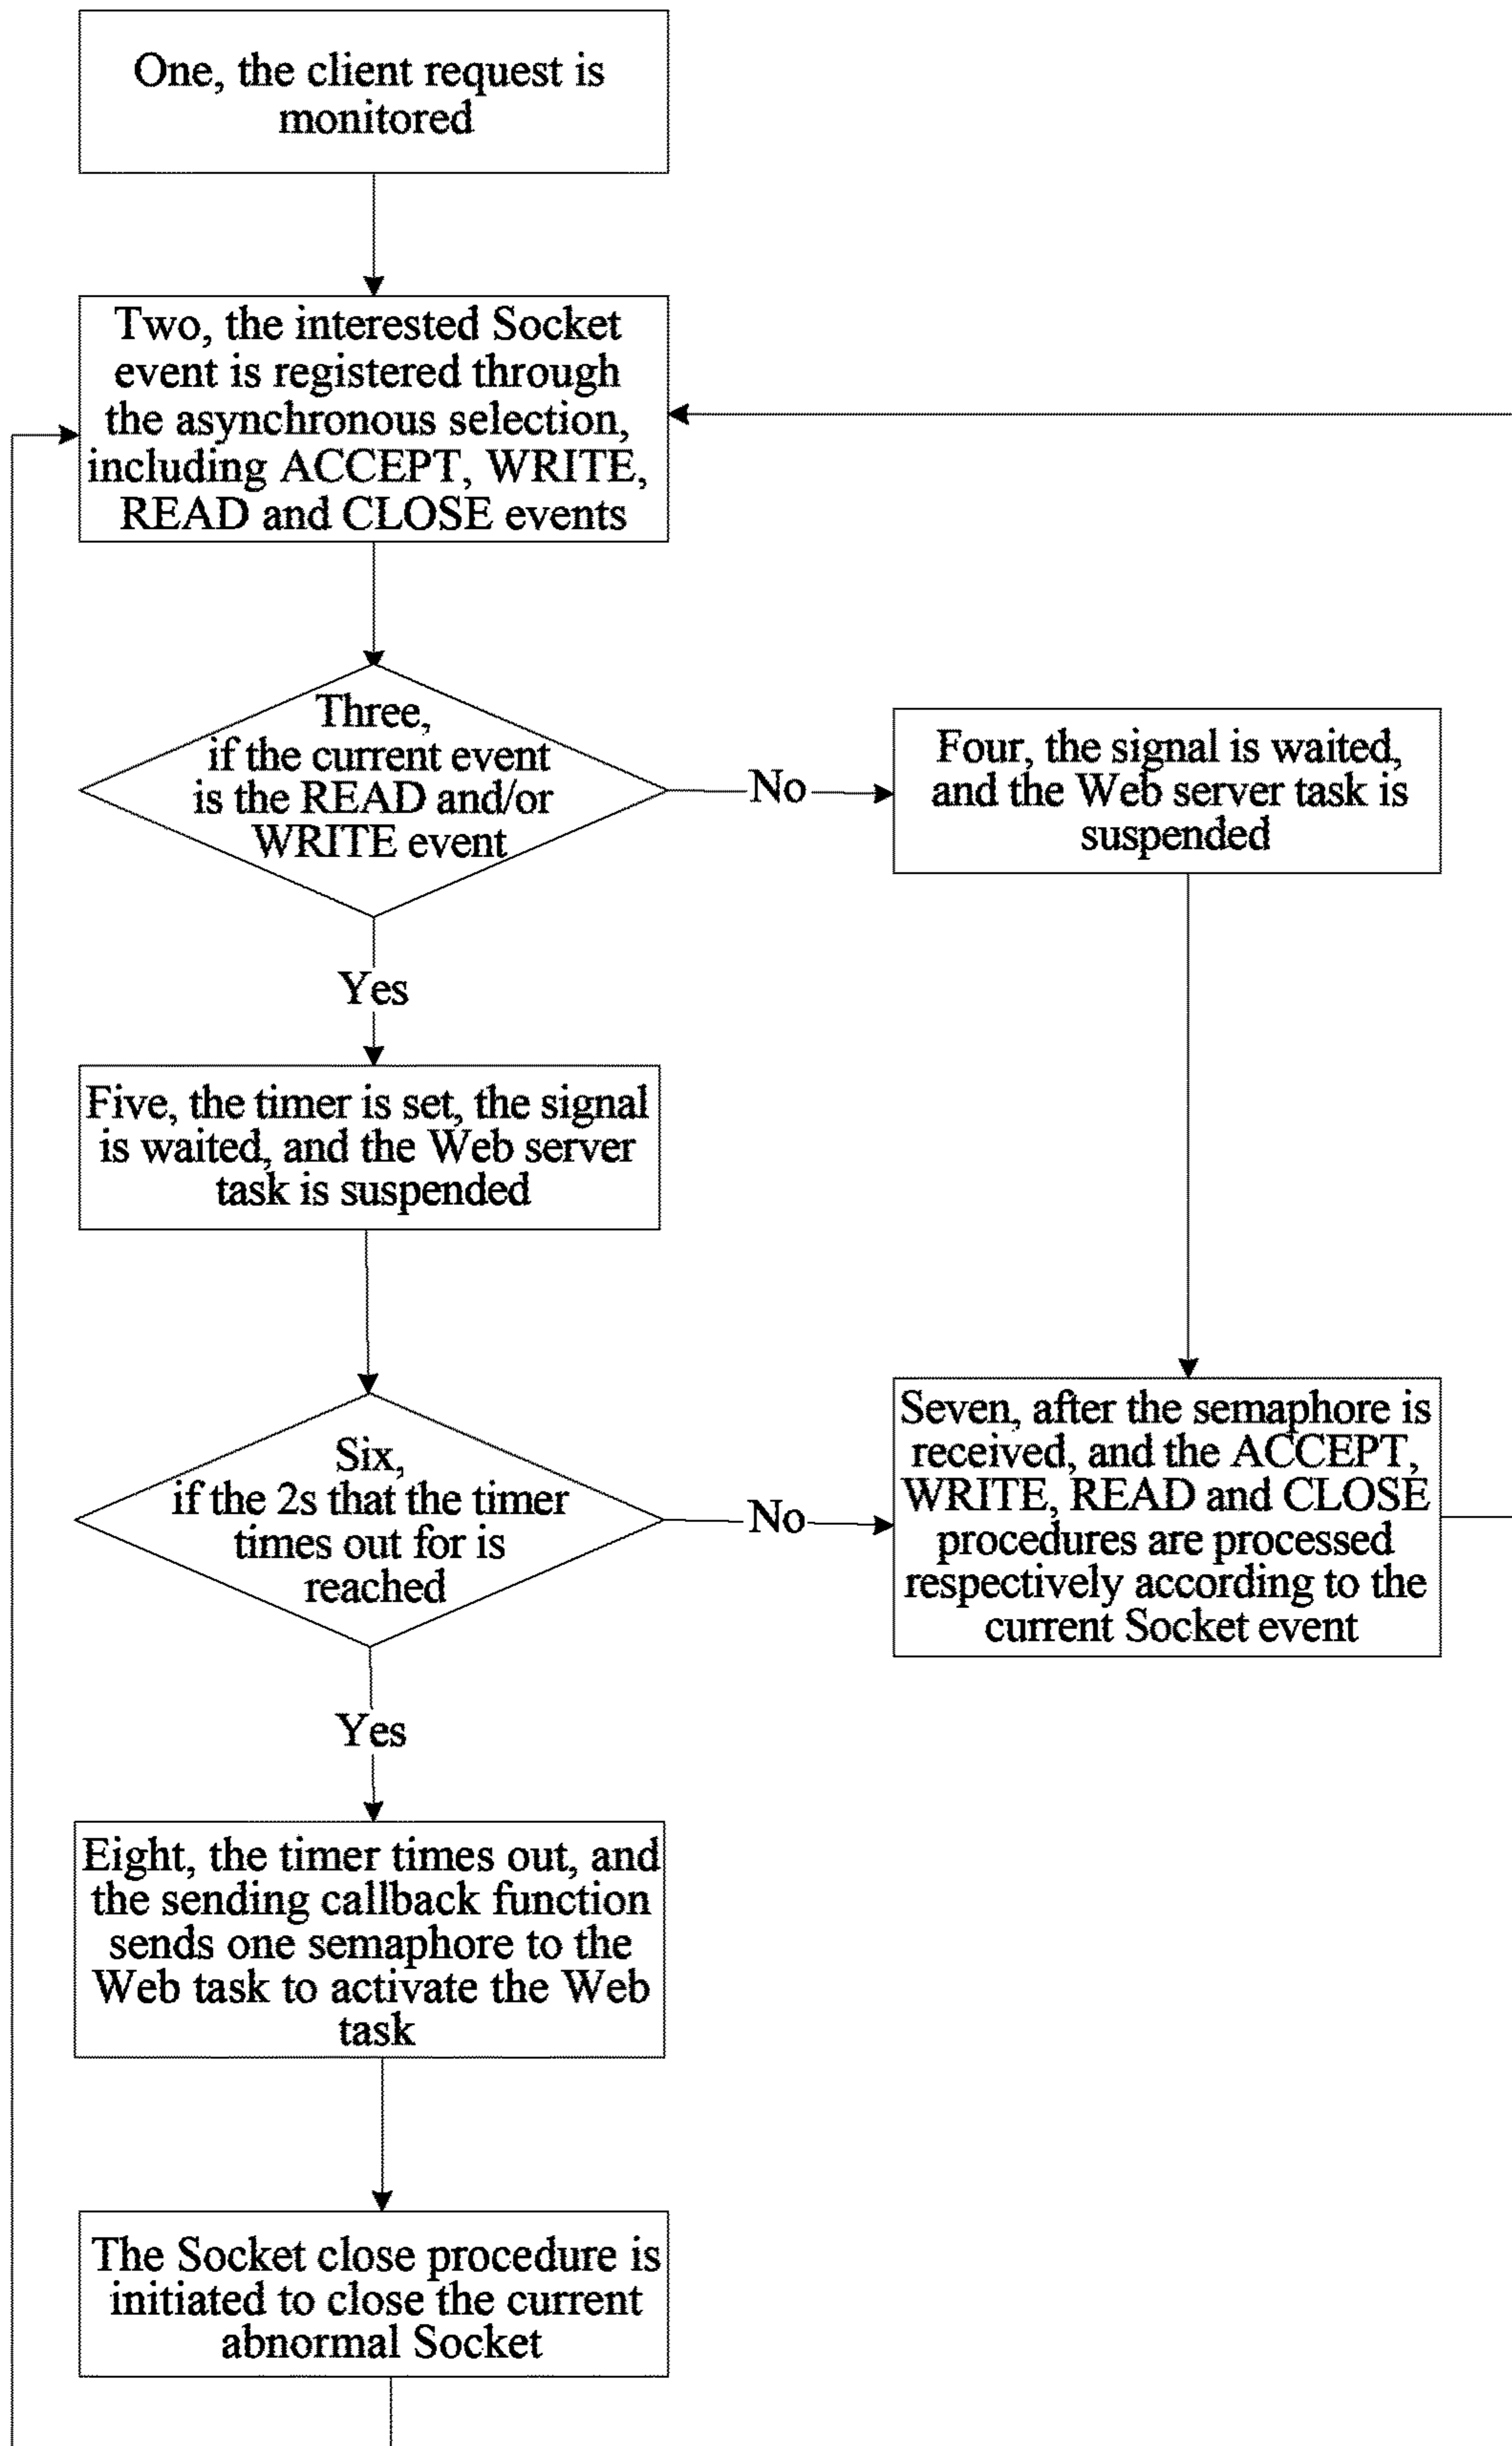 One, the client request is
monitored
Two, the interested Socket
event is registered through
the asynchronous selection,
including ACCEPT, WRITE,
READ and CLOSE events
Three,
if the current event
is the READ and/or
WRITE event
No
Four, the signal is waited,
and the Web server task is
suspended
Yes
Five, the timer is set, the signal
is waited, and the Web server
task is suspended
Six,
if the 2s that the timer
times out for is
reached
No
Seven, after the semaphore is
received, and the ACCEPT,
WRITE, READ and CLOSE
procedures are processed
respectively according to the
current Socket event
Yes
Eight, the timer times out, and
the sending callback function
sends one semaphore to the
Web task to activate the Web
task
The Socket close procedure is
initiated to close the current
abnormal Socket